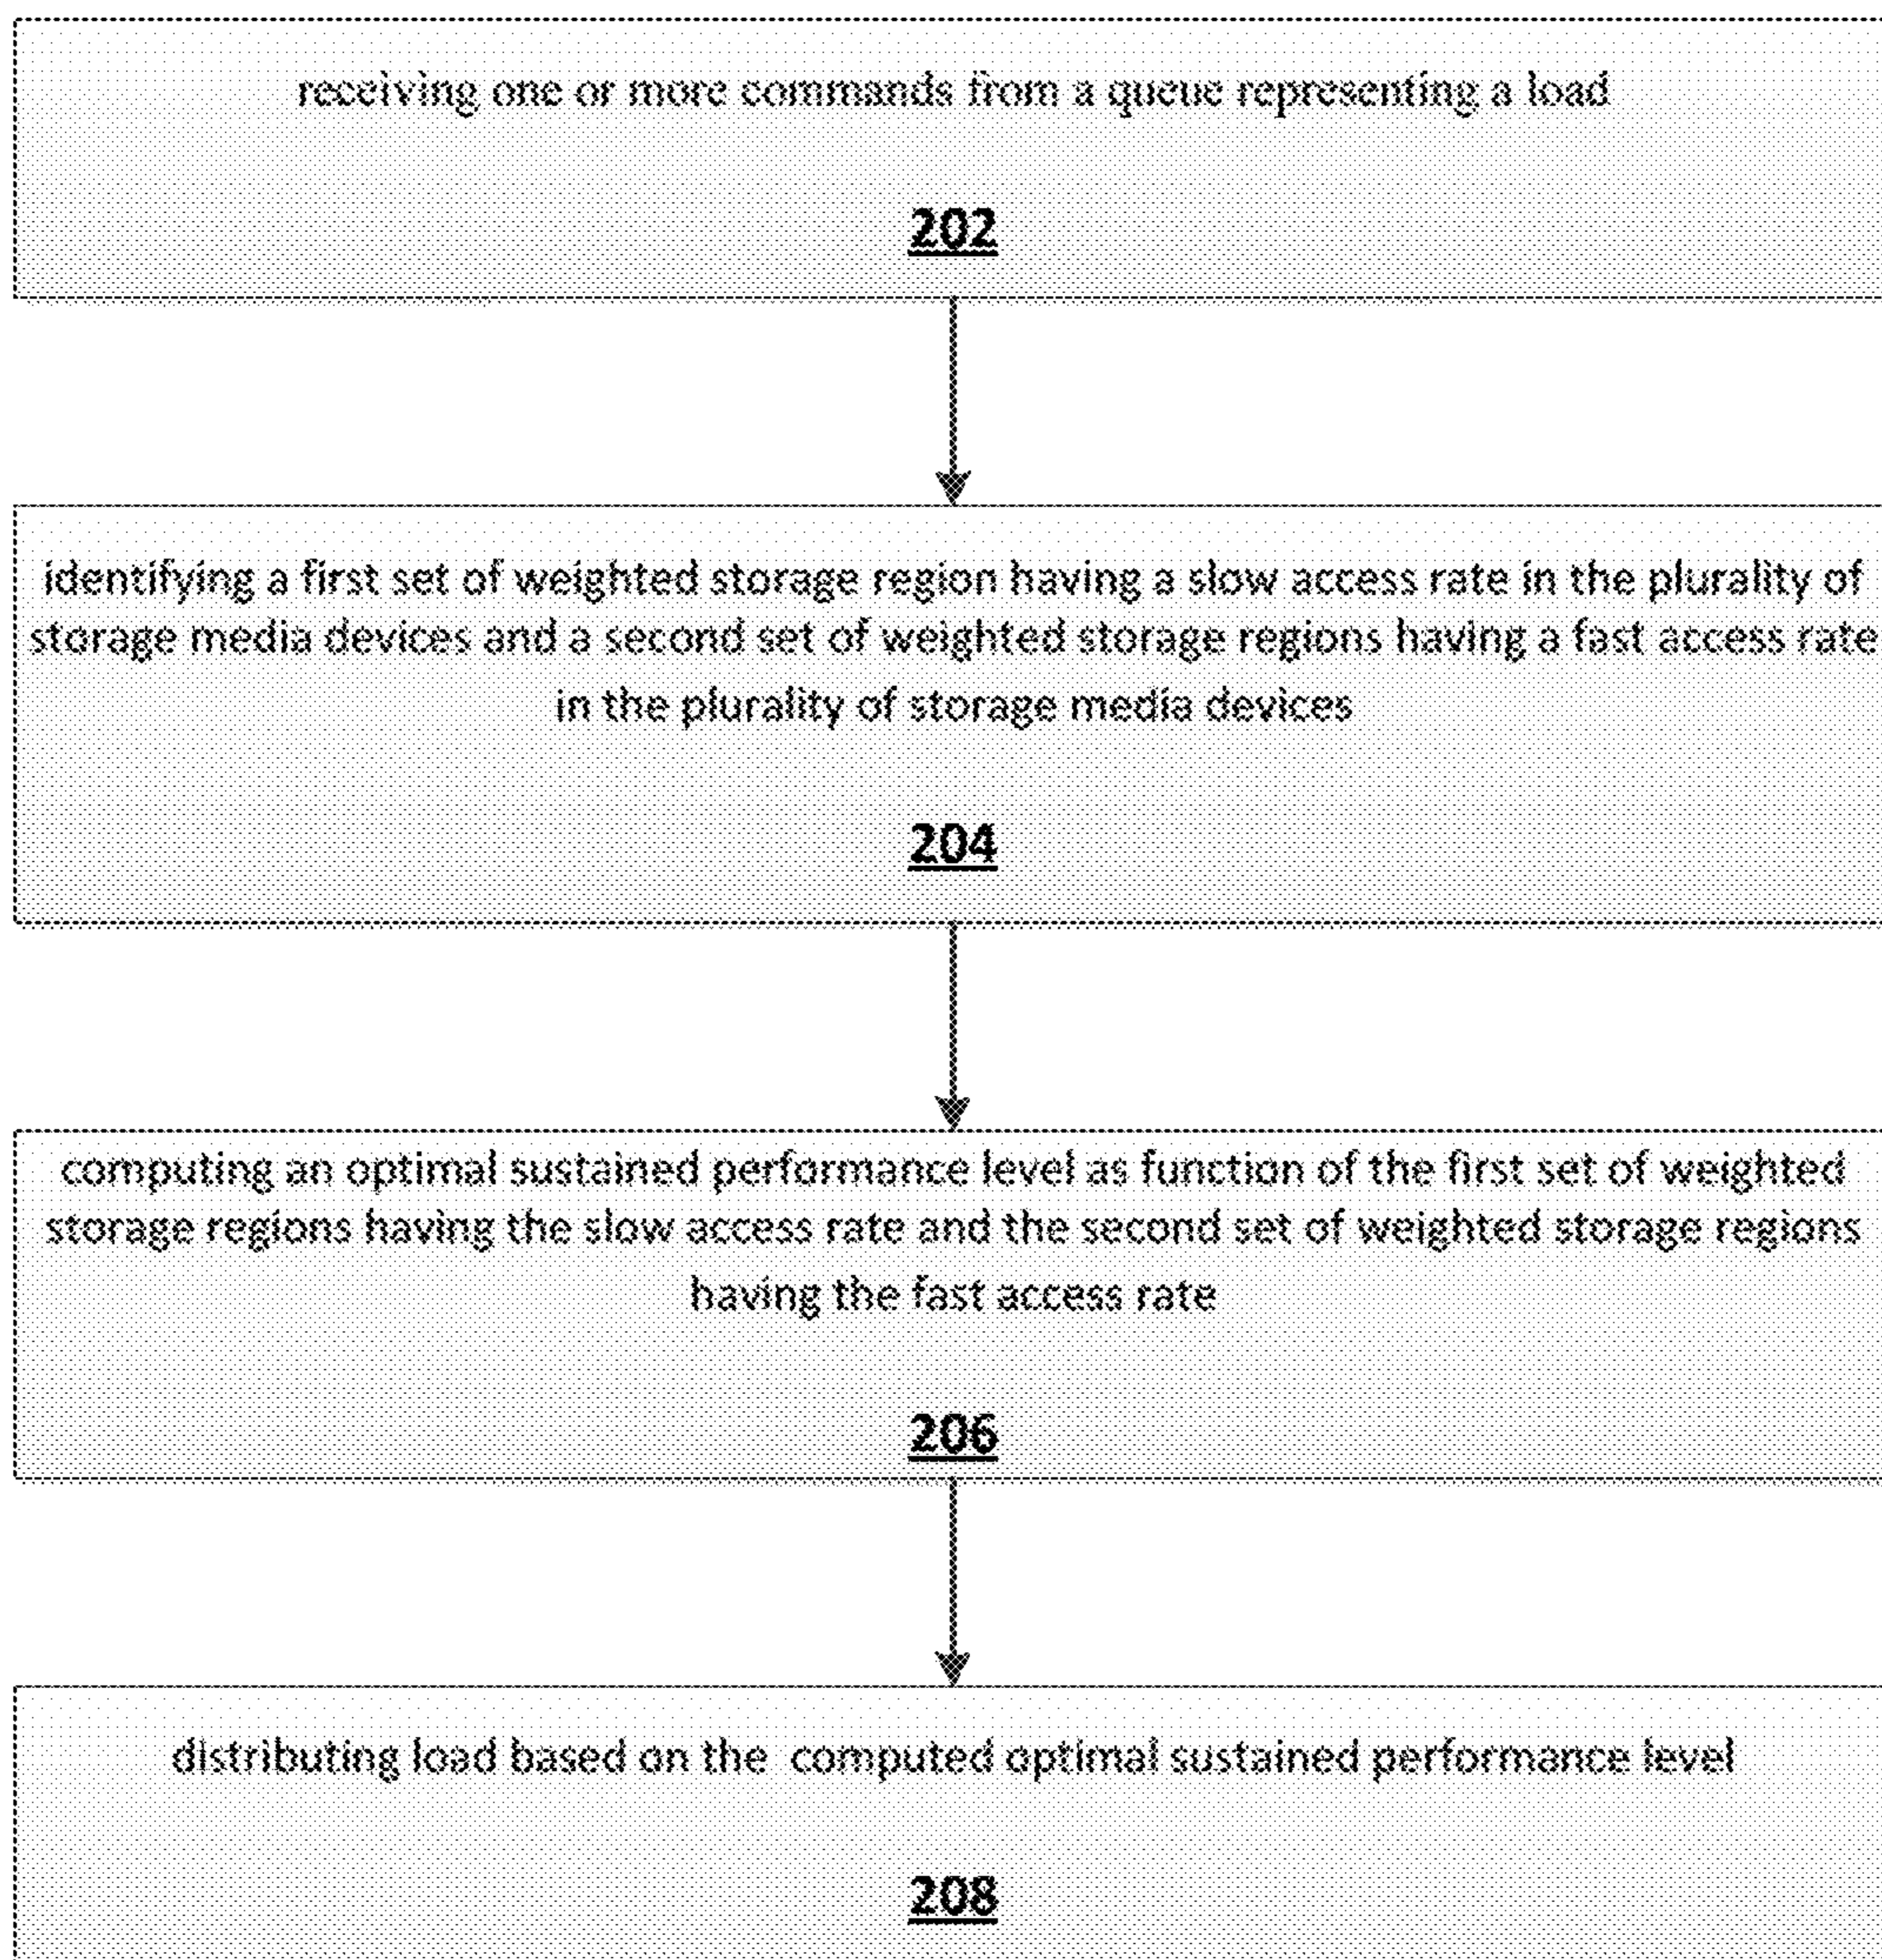 receiving one or more commands from a queue representing a load
202
identifying a first set of weighted storage region having a slow access rate in the plurality of
storage media devices and a second set of weighted storage regions having a fast access rate
in the plurality of storage media devices
204
computing an optimal sustained performance level as function of the first set of weighted
storage regions having the slow access rate and the second set of weighted storage regions
having the fast access rate
206
distributing load based on the computed optimal sustained performance level
208